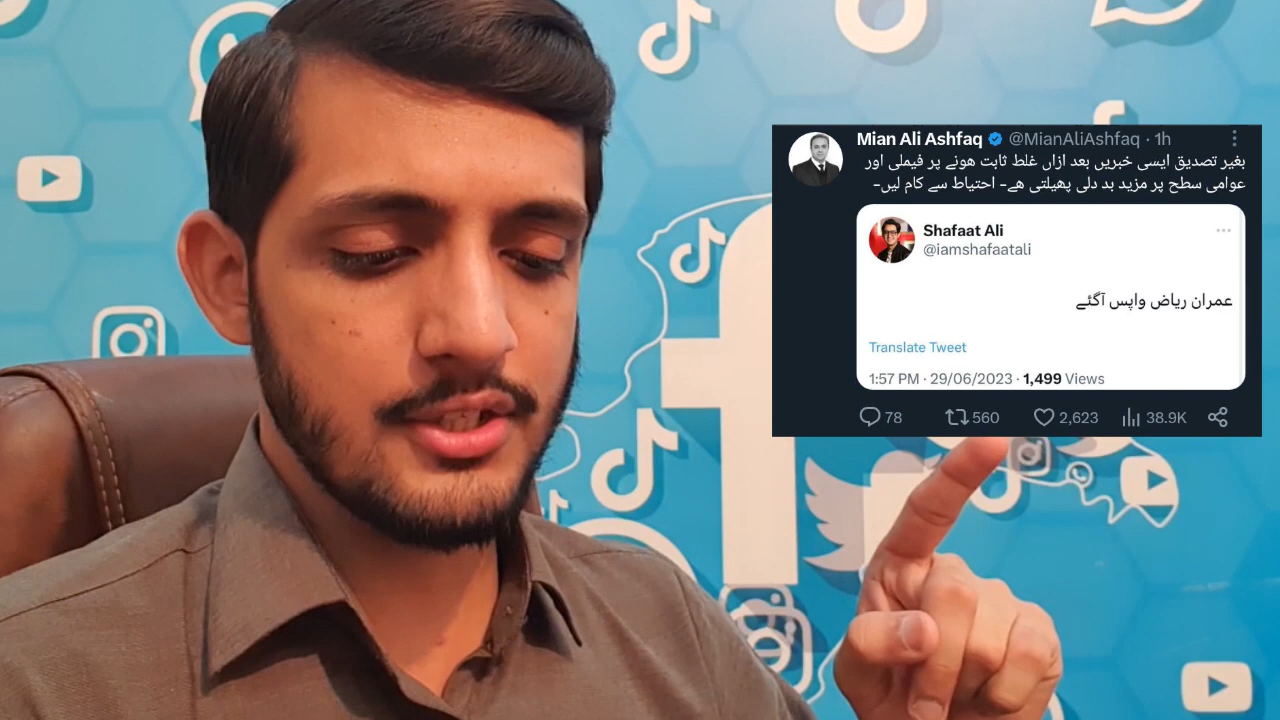 Mian Ali Ashfaq @MianAliAshfaq · 1h
بغیر تصدیق ایسی خبریں بعد ازاں غلط ثابت ھونے پر فیملی اور
عوامی سطح پر مزید بد دلی پھیلتی ھے- احتیاط سے کام لیں-
Shafaat Ali
@iamshafaatali
عمران ریاض واپس آگئے
Translate Tweet
1:57 PM · 29/06/2023 · 1,499 Views
78 560 2,623 38.9K